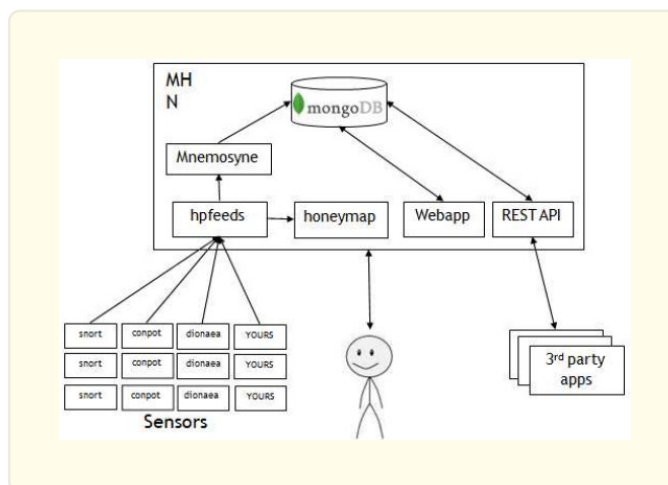 MH
N
mongoDB
Mnemosyne
hpfeeds
honeymap
Webapp
REST API
snort
conpot
dionaea
YOURS
snort
conpot
dionaea
YOURS
snort
conpot
dionaea
YOURS
Sensors
3rd party
apps